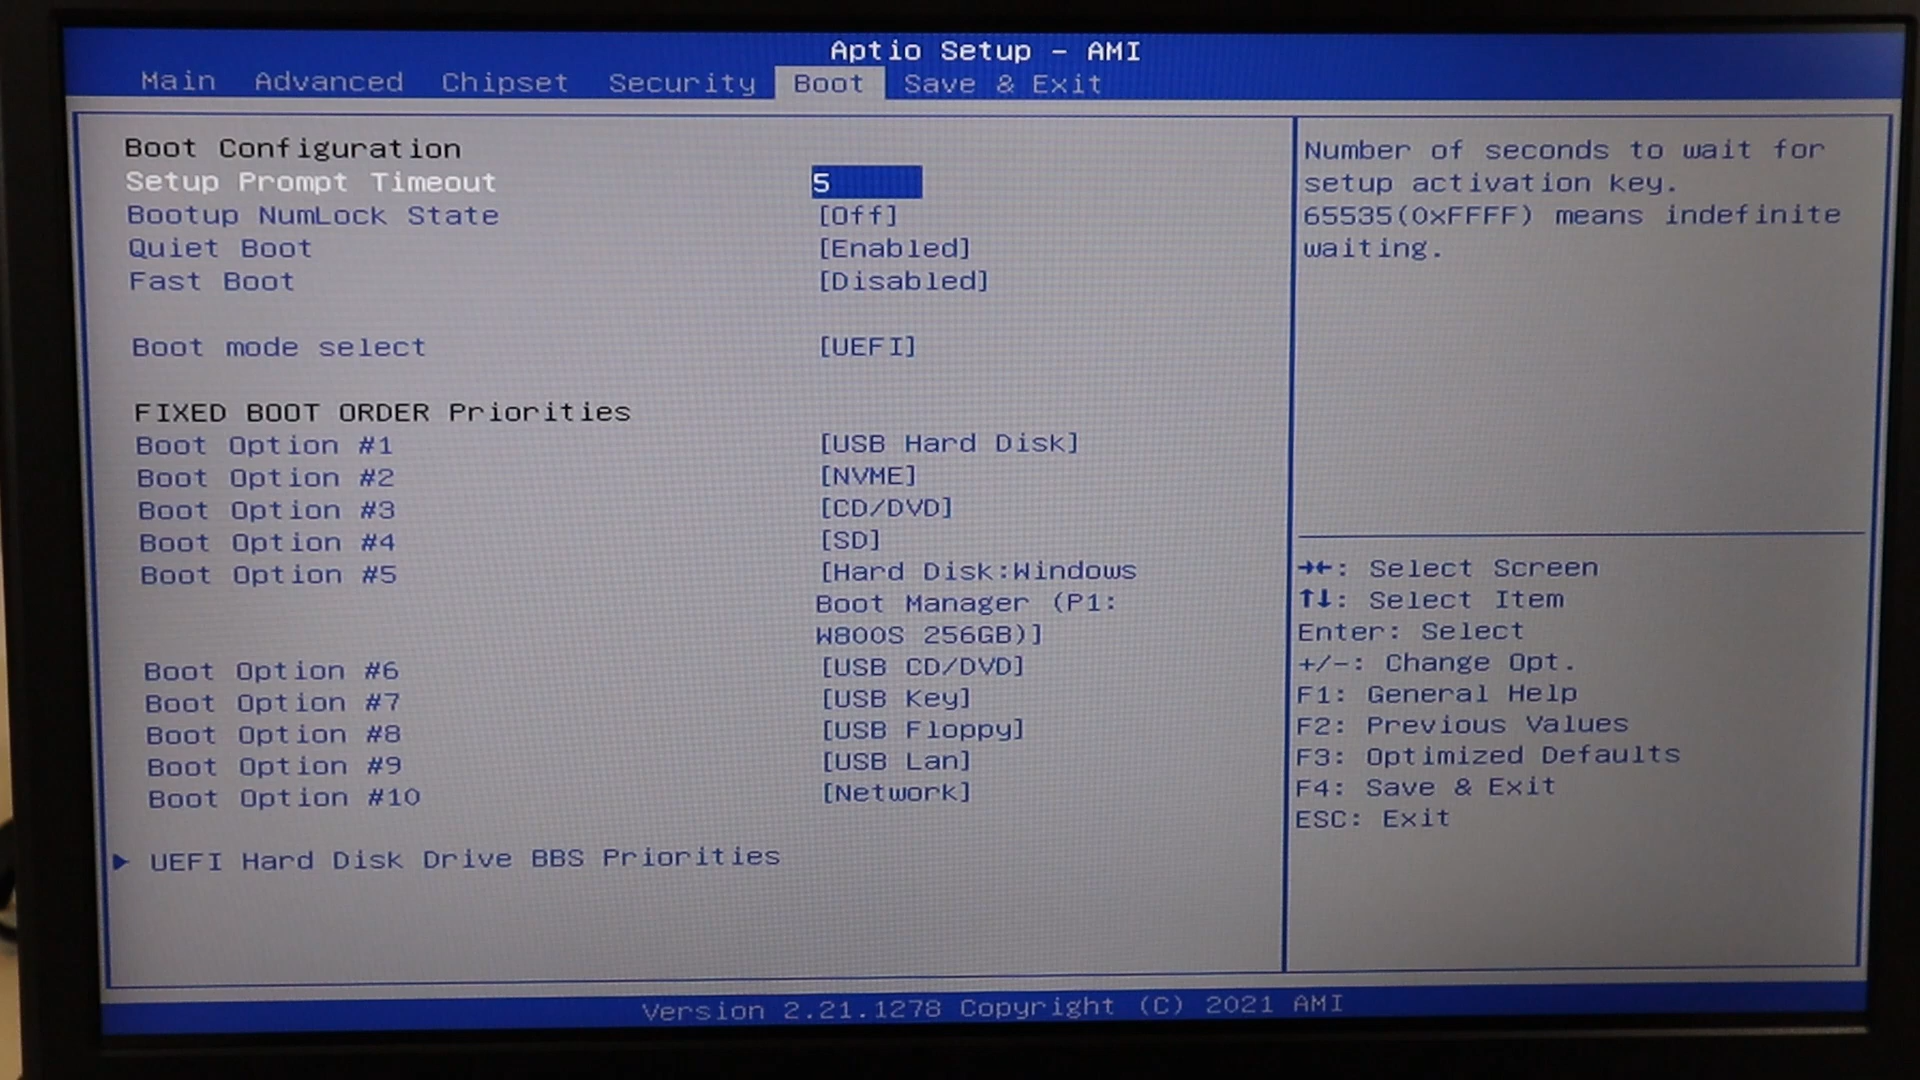 Aptio Setup - AMI
Main Advanced Chipset Security Boot Save & Exit
Boot Configuration
Setup Prompt Timeout 5
Bootup NumLock State [Off]
Quiet Boot [Enabled]
Fast Boot [Disabled]
Boot mode select [UEFI]
FIXED BOOT ORDER Priorities
Boot Option #1 [USB Hard Disk]
Boot Option #2 [NVME]
Boot Option #3 [CD/DVD]
Boot Option #4 [SD]
Boot Option #5 [Hard Disk:Windows
Boot Manager (P1:
W800S 256GB)]
Boot Option #6 [USB CD/DVD]
Boot Option #7 [USB Key]
Boot Option #8 [USB Floppy]
Boot Option #9 [USB Lan]
Boot Option #10 [Network]
▶ UEFI Hard Disk Drive BBS Priorities
Number of seconds to wait for
setup activation key.
65535(0xFFFF) means indefinite
waiting.
→←: Select Screen
↑↓: Select Item
Enter: Select
+/-: Change Opt.
F1: General Help
F2: Previous Values
F3: Optimized Defaults
F4: Save & Exit
ESC: Exit
Version 2.21.1278 Copyright (C) 2021 AMI